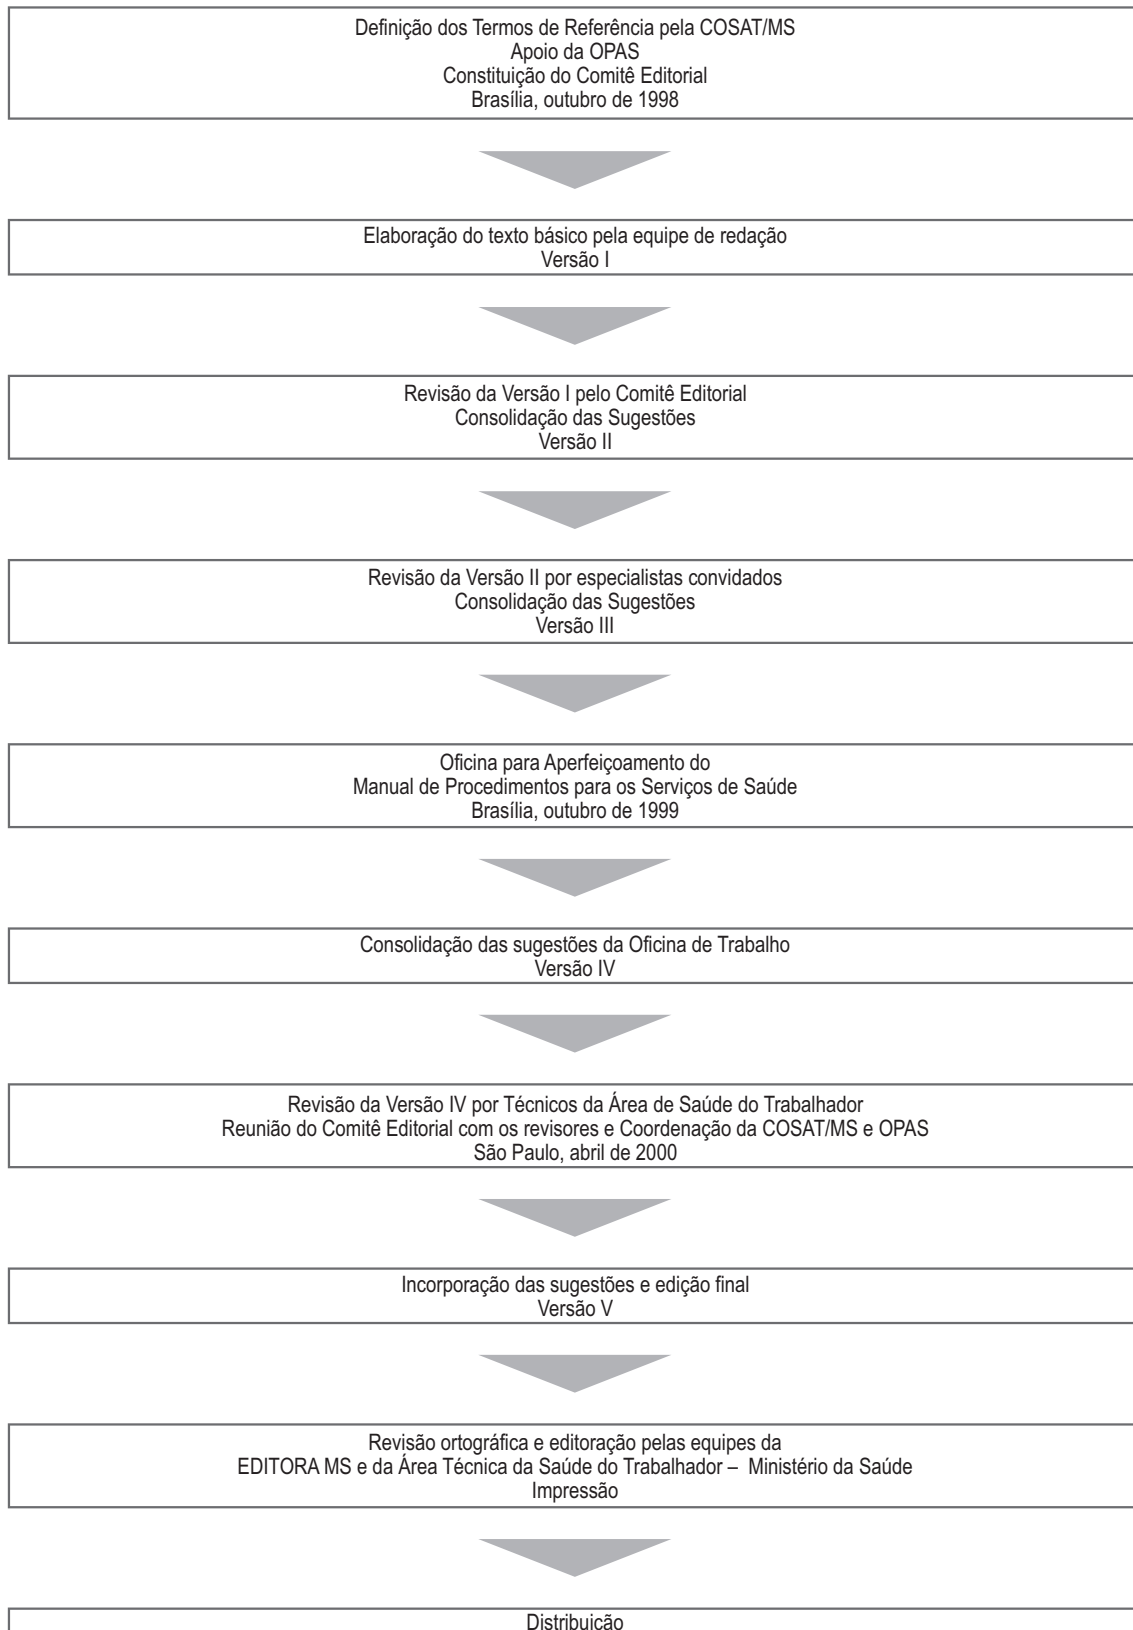 Definição dos Termos de Referência pela COSAT/MS
Apoio da OPAS
Constituição do Comitê Editorial
Brasília, outubro de 1998
Elaboração do texto básico pela equipe de redação
Versão I
Revisão da Versão I pelo Comitê Editorial
Consolidação das Sugestões
Versão II
Revisão da Versão II por especialistas convidados
Consolidação das Sugestões
Versão III
Oficina para Aperfeiçoamento do
Manual de Procedimentos para os Serviços de Saúde
Brasília, outubro de 1999
Consolidação das sugestões da Oficina de Trabalho
Versão IV
Revisão da Versão IV por Técnicos da Área de Saúde do Trabalhador
Reunião do Comitê Editorial com os revisores e Coordenação da COSAT/MS e OPAS
São Paulo, abril de 2000
Incorporação das sugestões e edição final
Versão V
Revisão ortográfica e editoração pelas equipes da
EDITORA MS e da Área Técnica da Saúde do Trabalhador – Ministério da Saúde
Impressão
Distribuição